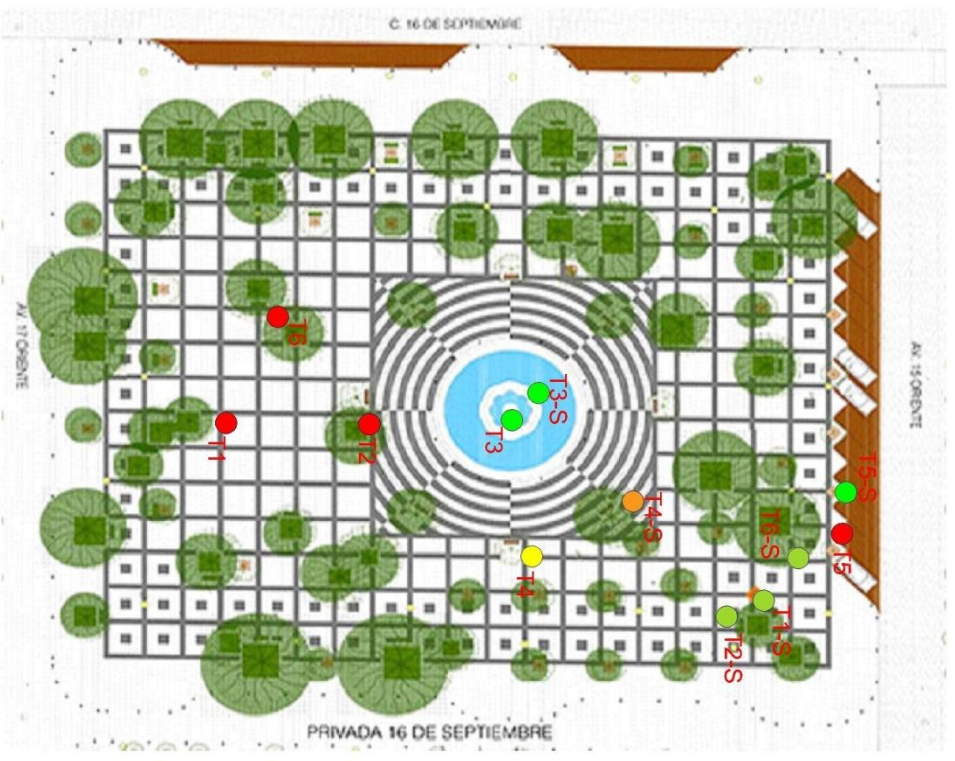 C. 16 DE SEPTIEMBRE
AV. 17 ORIENTE
AV. 15 ORIENTE
T6
T3-S
T3
T1
T2
T5-S
T4-S
T6-S
T5
T4
T1-S
T2-S
PRIVADA 16 DE SEPTIEMBRE